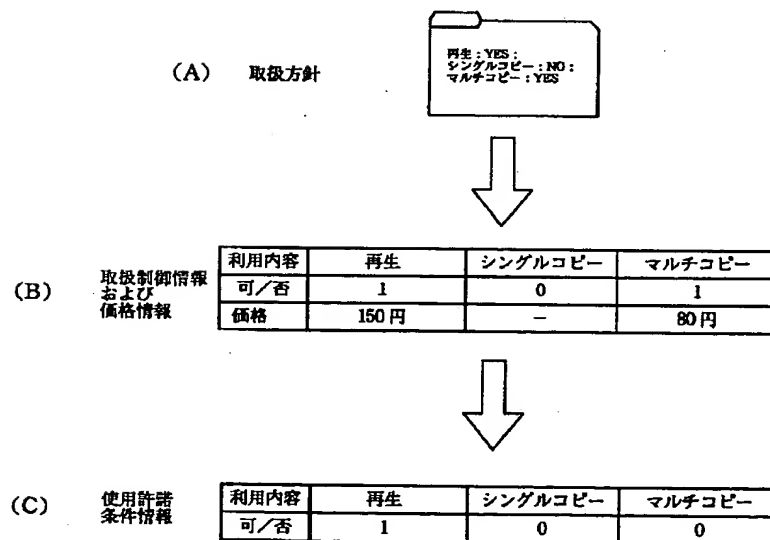 再生：YES：
シングルコピー：NO：
マルチコピー：YES
(A) 取扱方針
(B) 取扱制御情報
および
価格情報
利用内容 再生 シングルコピー マルチコピー
可／否 1 0 1
価格 150円 － 80円
(C) 使用許諾
条件情報
利用内容 再生 シングルコピー マルチコピー
可／否 1 0 0